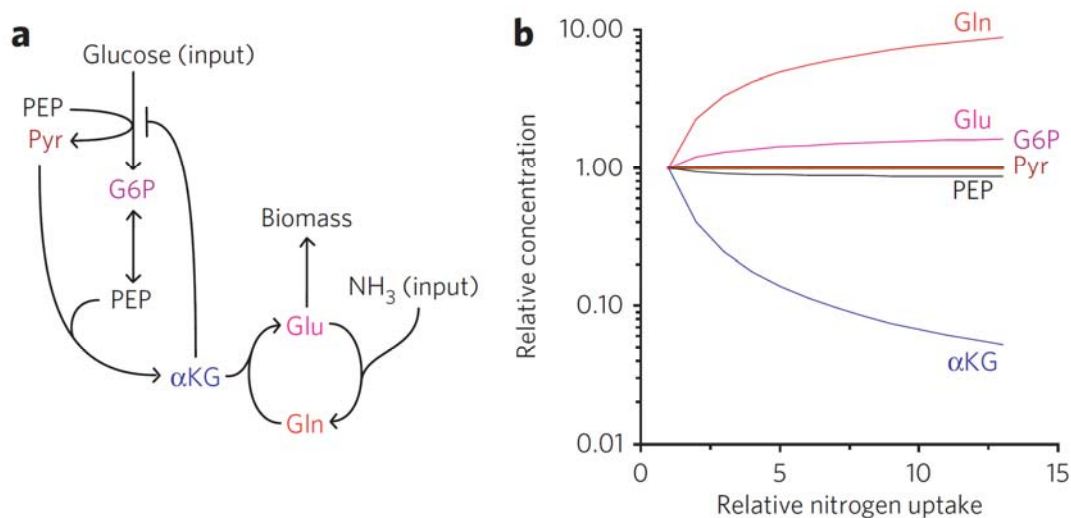 a
Glucose (input)
PEP
Pyr
G6P
Biomass
NH3 (input)
PEP
Glu
αKG
Gln
b
10.00
Gln
Glu
G6P
1.00
Pyr
PEP
Relative concentration
0.10
αKG
0.01
0
5
10
15
Relative nitrogen uptake